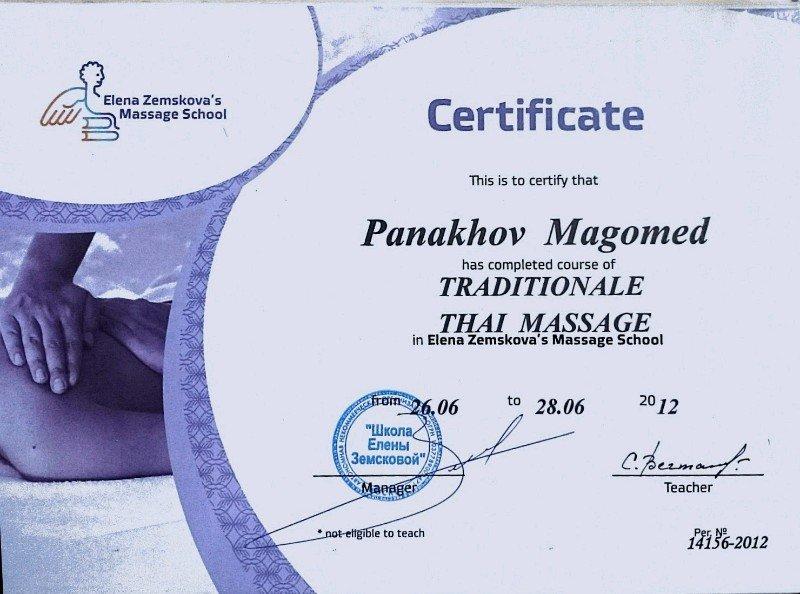 Elena Zemskova's
Massage School
Certificate
This is to certify that
Panakhov Magomed
has completed course of
TRADITIONALE
THAI MASSAGE
in Elena Zemskova's Massage School
from 26.06 to 28.06 2012
"Школа
Елены
Земсковой"
Manager
Teacher
* not eligible to teach
Рег. №
14156-2012